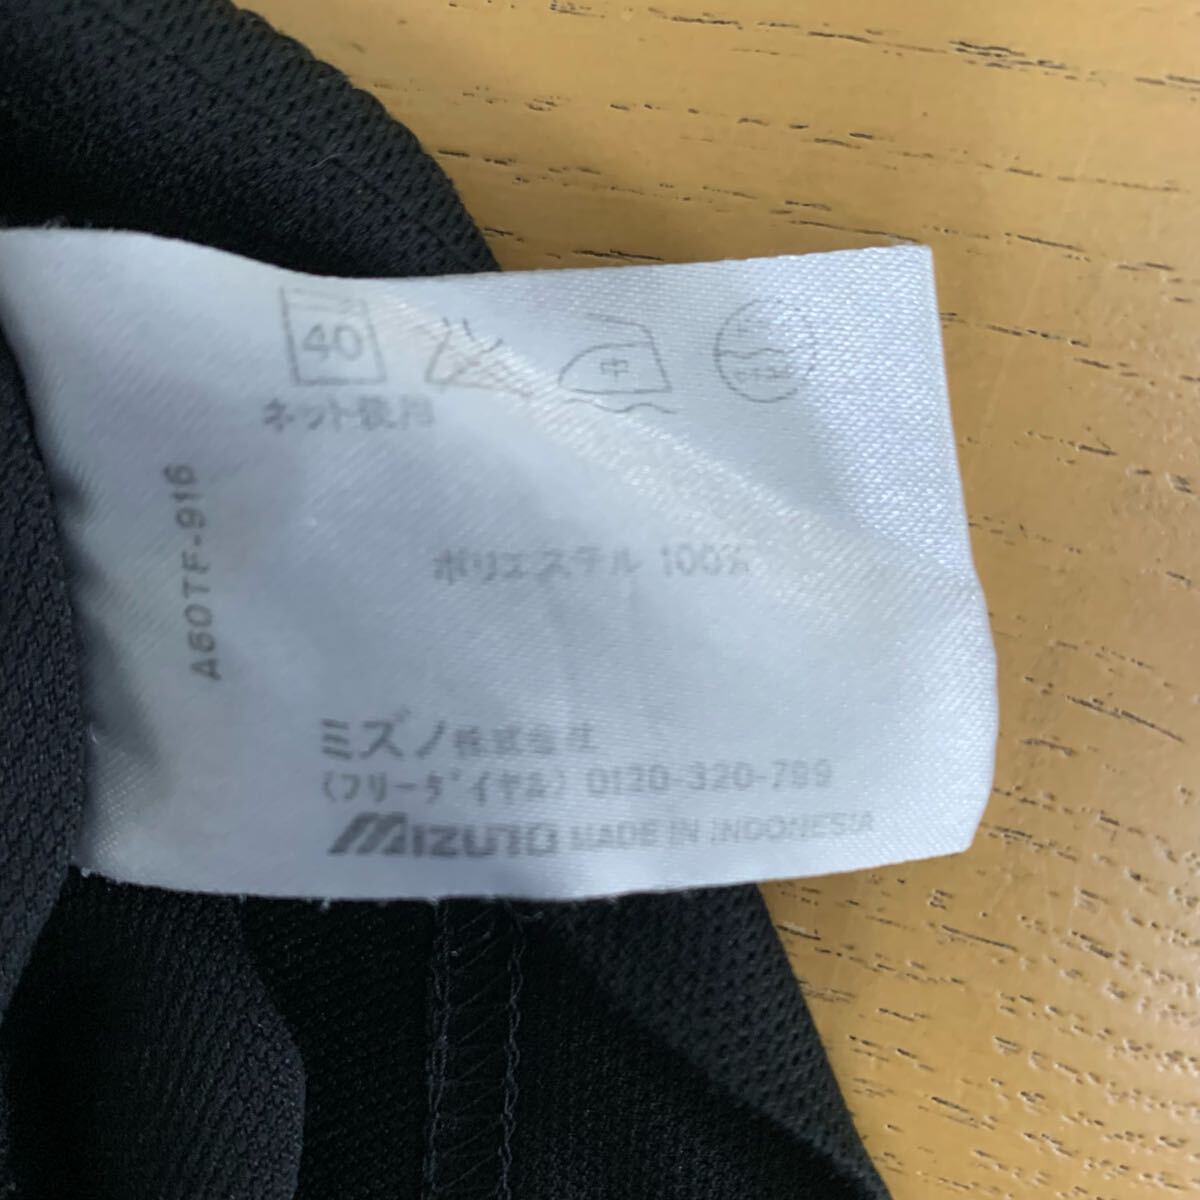 40
中
ネット使用
A60TF-916
ポリエステル 100%
ミズノ株式会社
(フリーダイヤル) 0120-320-799
MIZUNO MADE IN INDONESIA